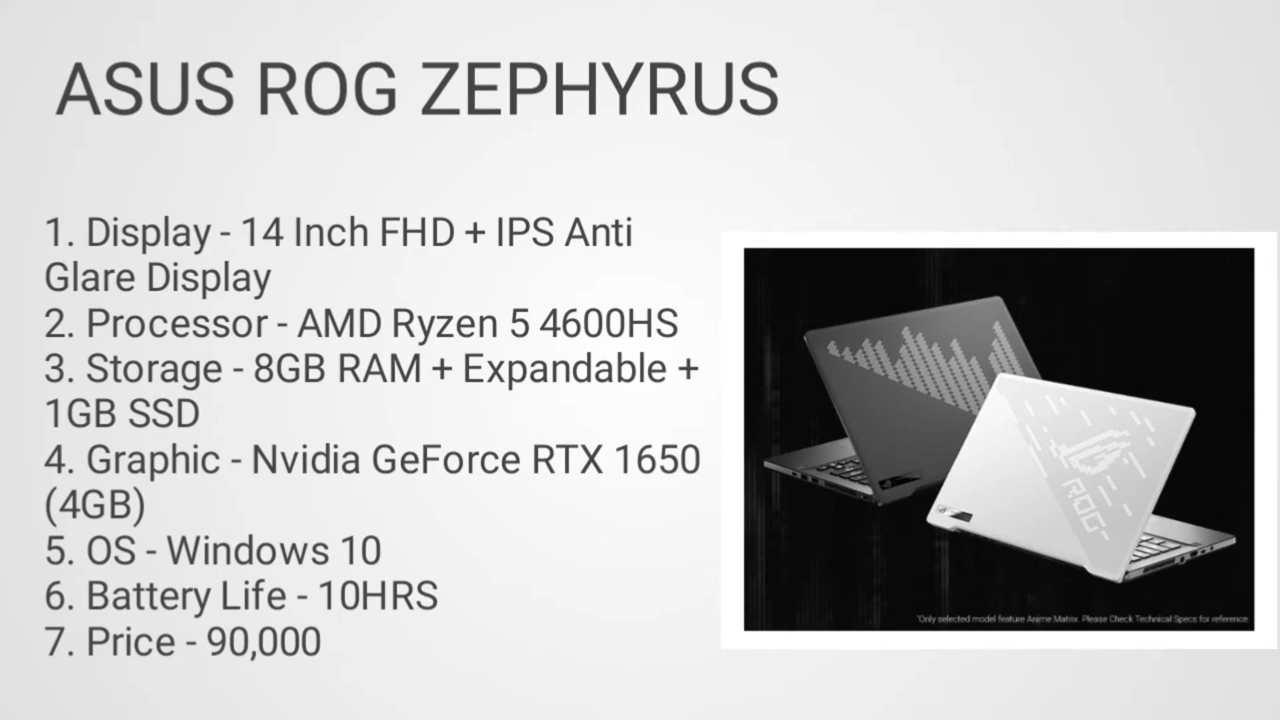 ASUS ROG ZEPHYRUS
1. Display - 14 Inch FHD + IPS Anti
Glare Display
2. Processor - AMD Ryzen 5 4600HS
3. Storage - 8GB RAM + Expandable +
1GB SSD
4. Graphic - Nvidia GeForce RTX 1650
(4GB)
5. OS - Windows 10
6. Battery Life - 10HRS
7. Price - 90,000
ROG
*Only selected model feature Anime Matrix. Please Check Technical Specs for reference.